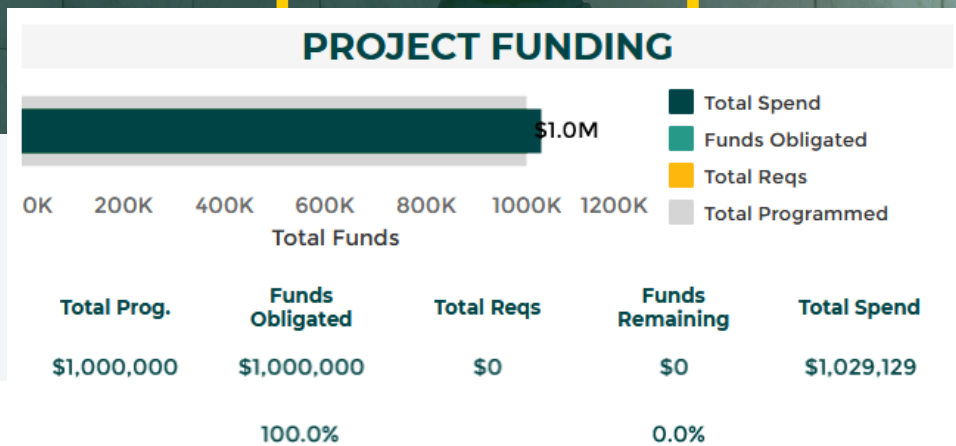 PROJECT FUNDING
$1.0M
Total Spend
Funds Obligated
Total Reqs
Total Programmed
0K 200K 400K 600K 800K 1000K 1200K
Total Funds
Total Prog. Funds Obligated Total Reqs Funds Remaining Total Spend
$1,000,000 $1,000,000 $0 $0 $1,029,129
100.0% 0.0%